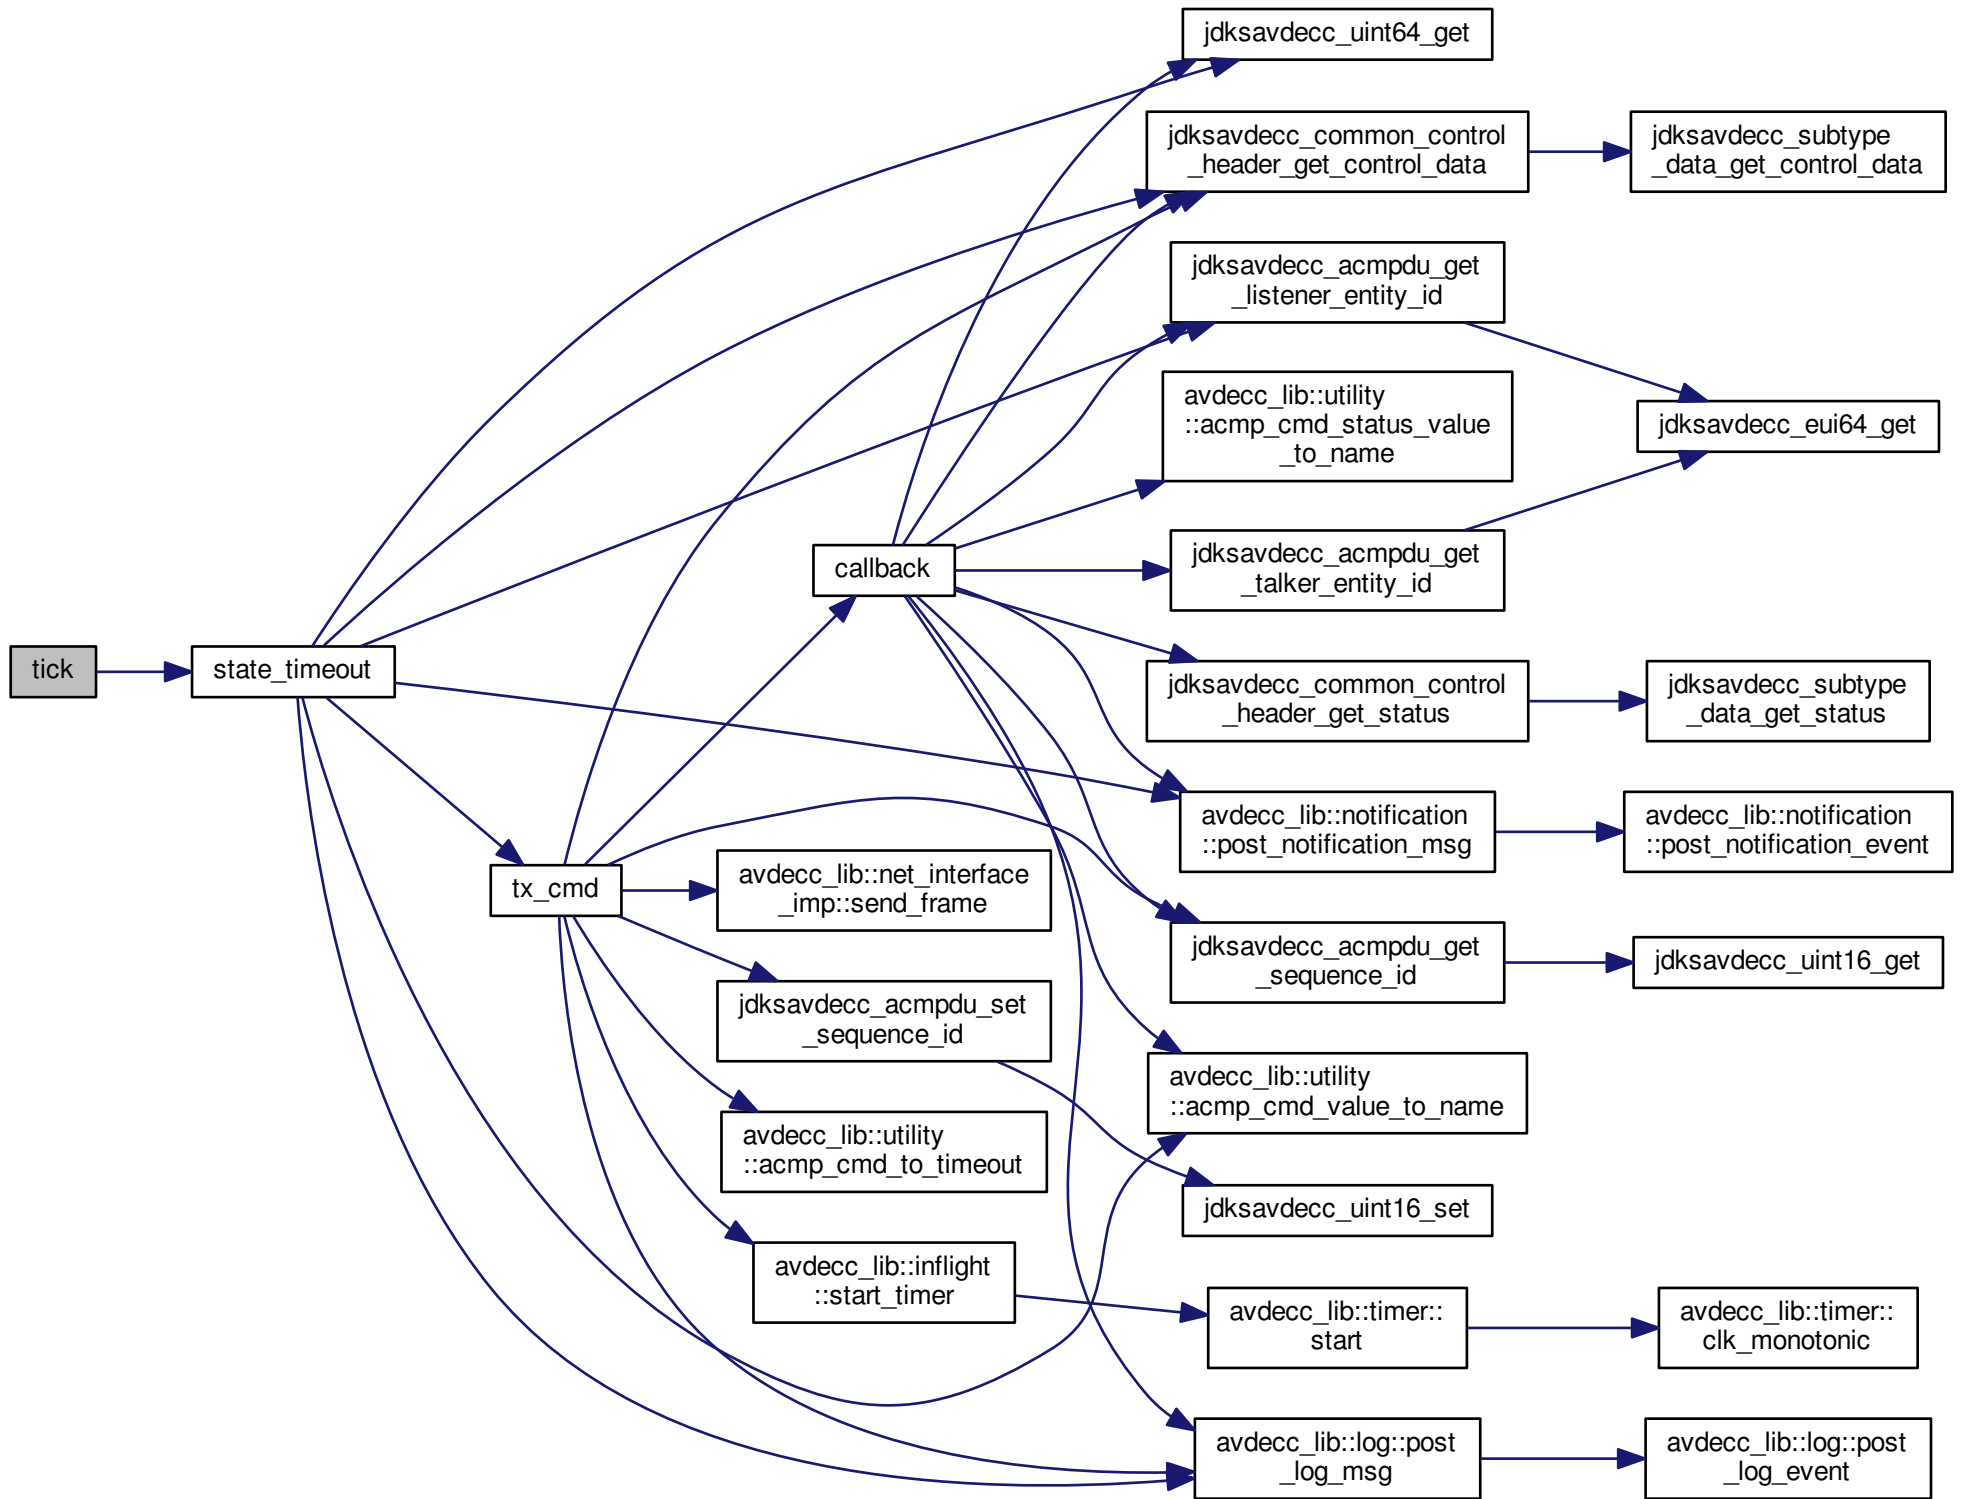 jdksavdecc_uint64_get
jdksavdecc_common_control
_header_get_control_data
jdksavdecc_subtype
_data_get_control_data
jdksavdecc_acmpdu_get
_listener_entity_id
avdecc_lib::utility
::acmp_cmd_status_value
_to_name
jdksavdecc_eui64_get
callback
jdksavdecc_acmpdu_get
_talker_entity_id
tick
state_timeout
jdksavdecc_common_control
_header_get_status
jdksavdecc_subtype
_data_get_status
avdecc_lib::notification
::post_notification_msg
avdecc_lib::notification
::post_notification_event
tx_cmd
avdecc_lib::net_interface
_imp::send_frame
jdksavdecc_acmpdu_get
_sequence_id
jdksavdecc_uint16_get
jdksavdecc_acmpdu_set
_sequence_id
avdecc_lib::utility
::acmp_cmd_value_to_name
avdecc_lib::utility
::acmp_cmd_to_timeout
jdksavdecc_uint16_set
avdecc_lib::inflight
::start_timer
avdecc_lib::timer::
start
avdecc_lib::timer::
clk_monotonic
avdecc_lib::log::post
_log_msg
avdecc_lib::log::post
_log_event